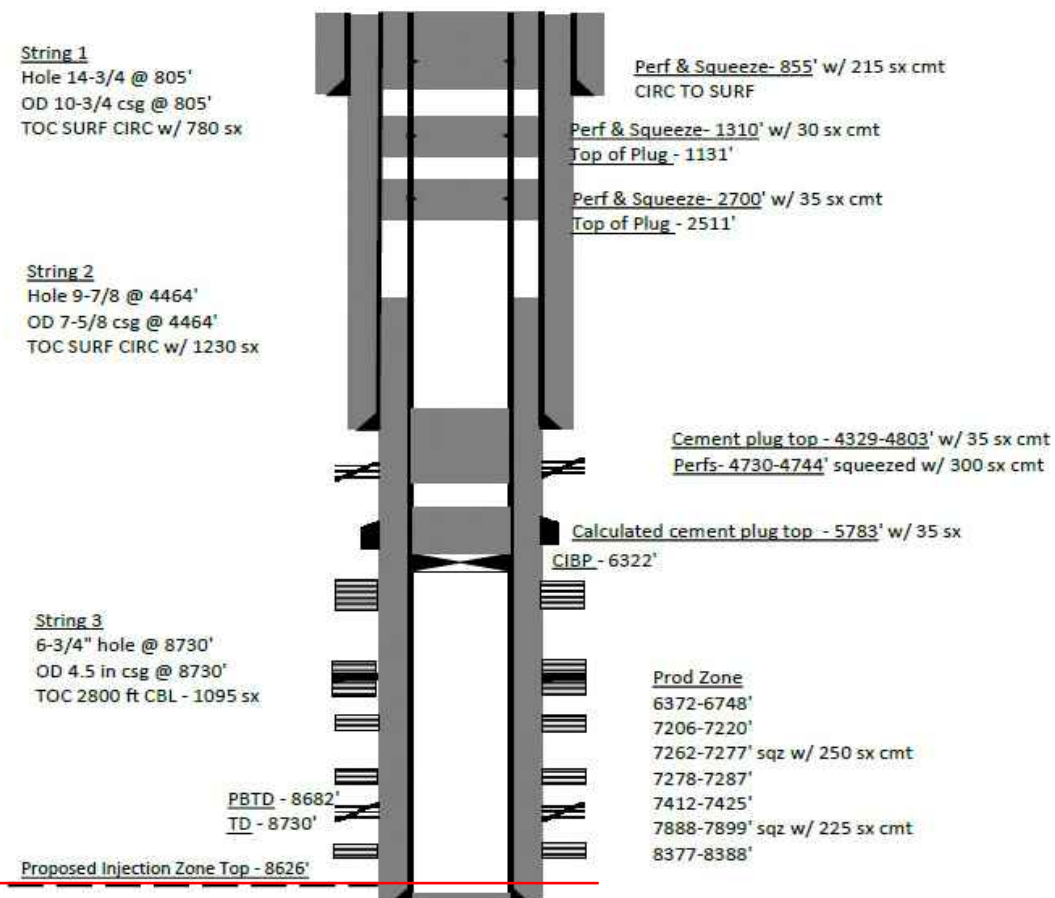 String 1
Hole 14-3/4 @ 805'
OD 10-3/4 csg @ 805'
TOC SURF CIRC w/ 780 sx
Perf & Squeeze- 855' w/ 215 sx cmt
CIRC TO SURF
Perf & Squeeze- 1310' w/ 30 sx cmt
Top of Plug - 1131'
Perf & Squeeze- 2700' w/ 35 sx cmt
Top of Plug - 2511'
String 2
Hole 9-7/8 @ 4464'
OD 7-5/8 csg @ 4464'
TOC SURF CIRC w/ 1230 sx
Cement plug top - 4329-4803' w/ 35 sx cmt
Perfs- 4730-4744' squeezed w/ 300 sx cmt
Calculated cement plug top - 5783' w/ 35 sx
CIBP - 6322'
String 3
6-3/4" hole @ 8730'
OD 4.5 in csg @ 8730'
TOC 2800 ft CBL - 1095 sx
Prod Zone
6372-6748'
7206-7220'
7262-7277' sqz w/ 250 sx cmt
7278-7287'
7412-7425'
7888-7899' sqz w/ 225 sx cmt
8377-8388'
PBTD - 8682'
TD - 8730'
Proposed Injection Zone Top - 8626'